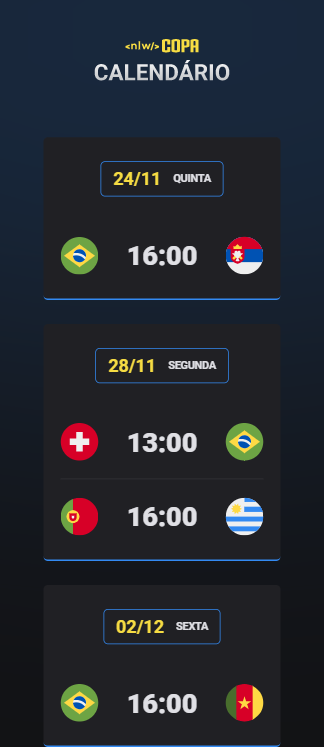 <nlw/> COPA
CALENDÁRIO
24/11 QUINTA
16:00
28/11 SEGUNDA
13:00
16:00
02/12 SEXTA
16:00